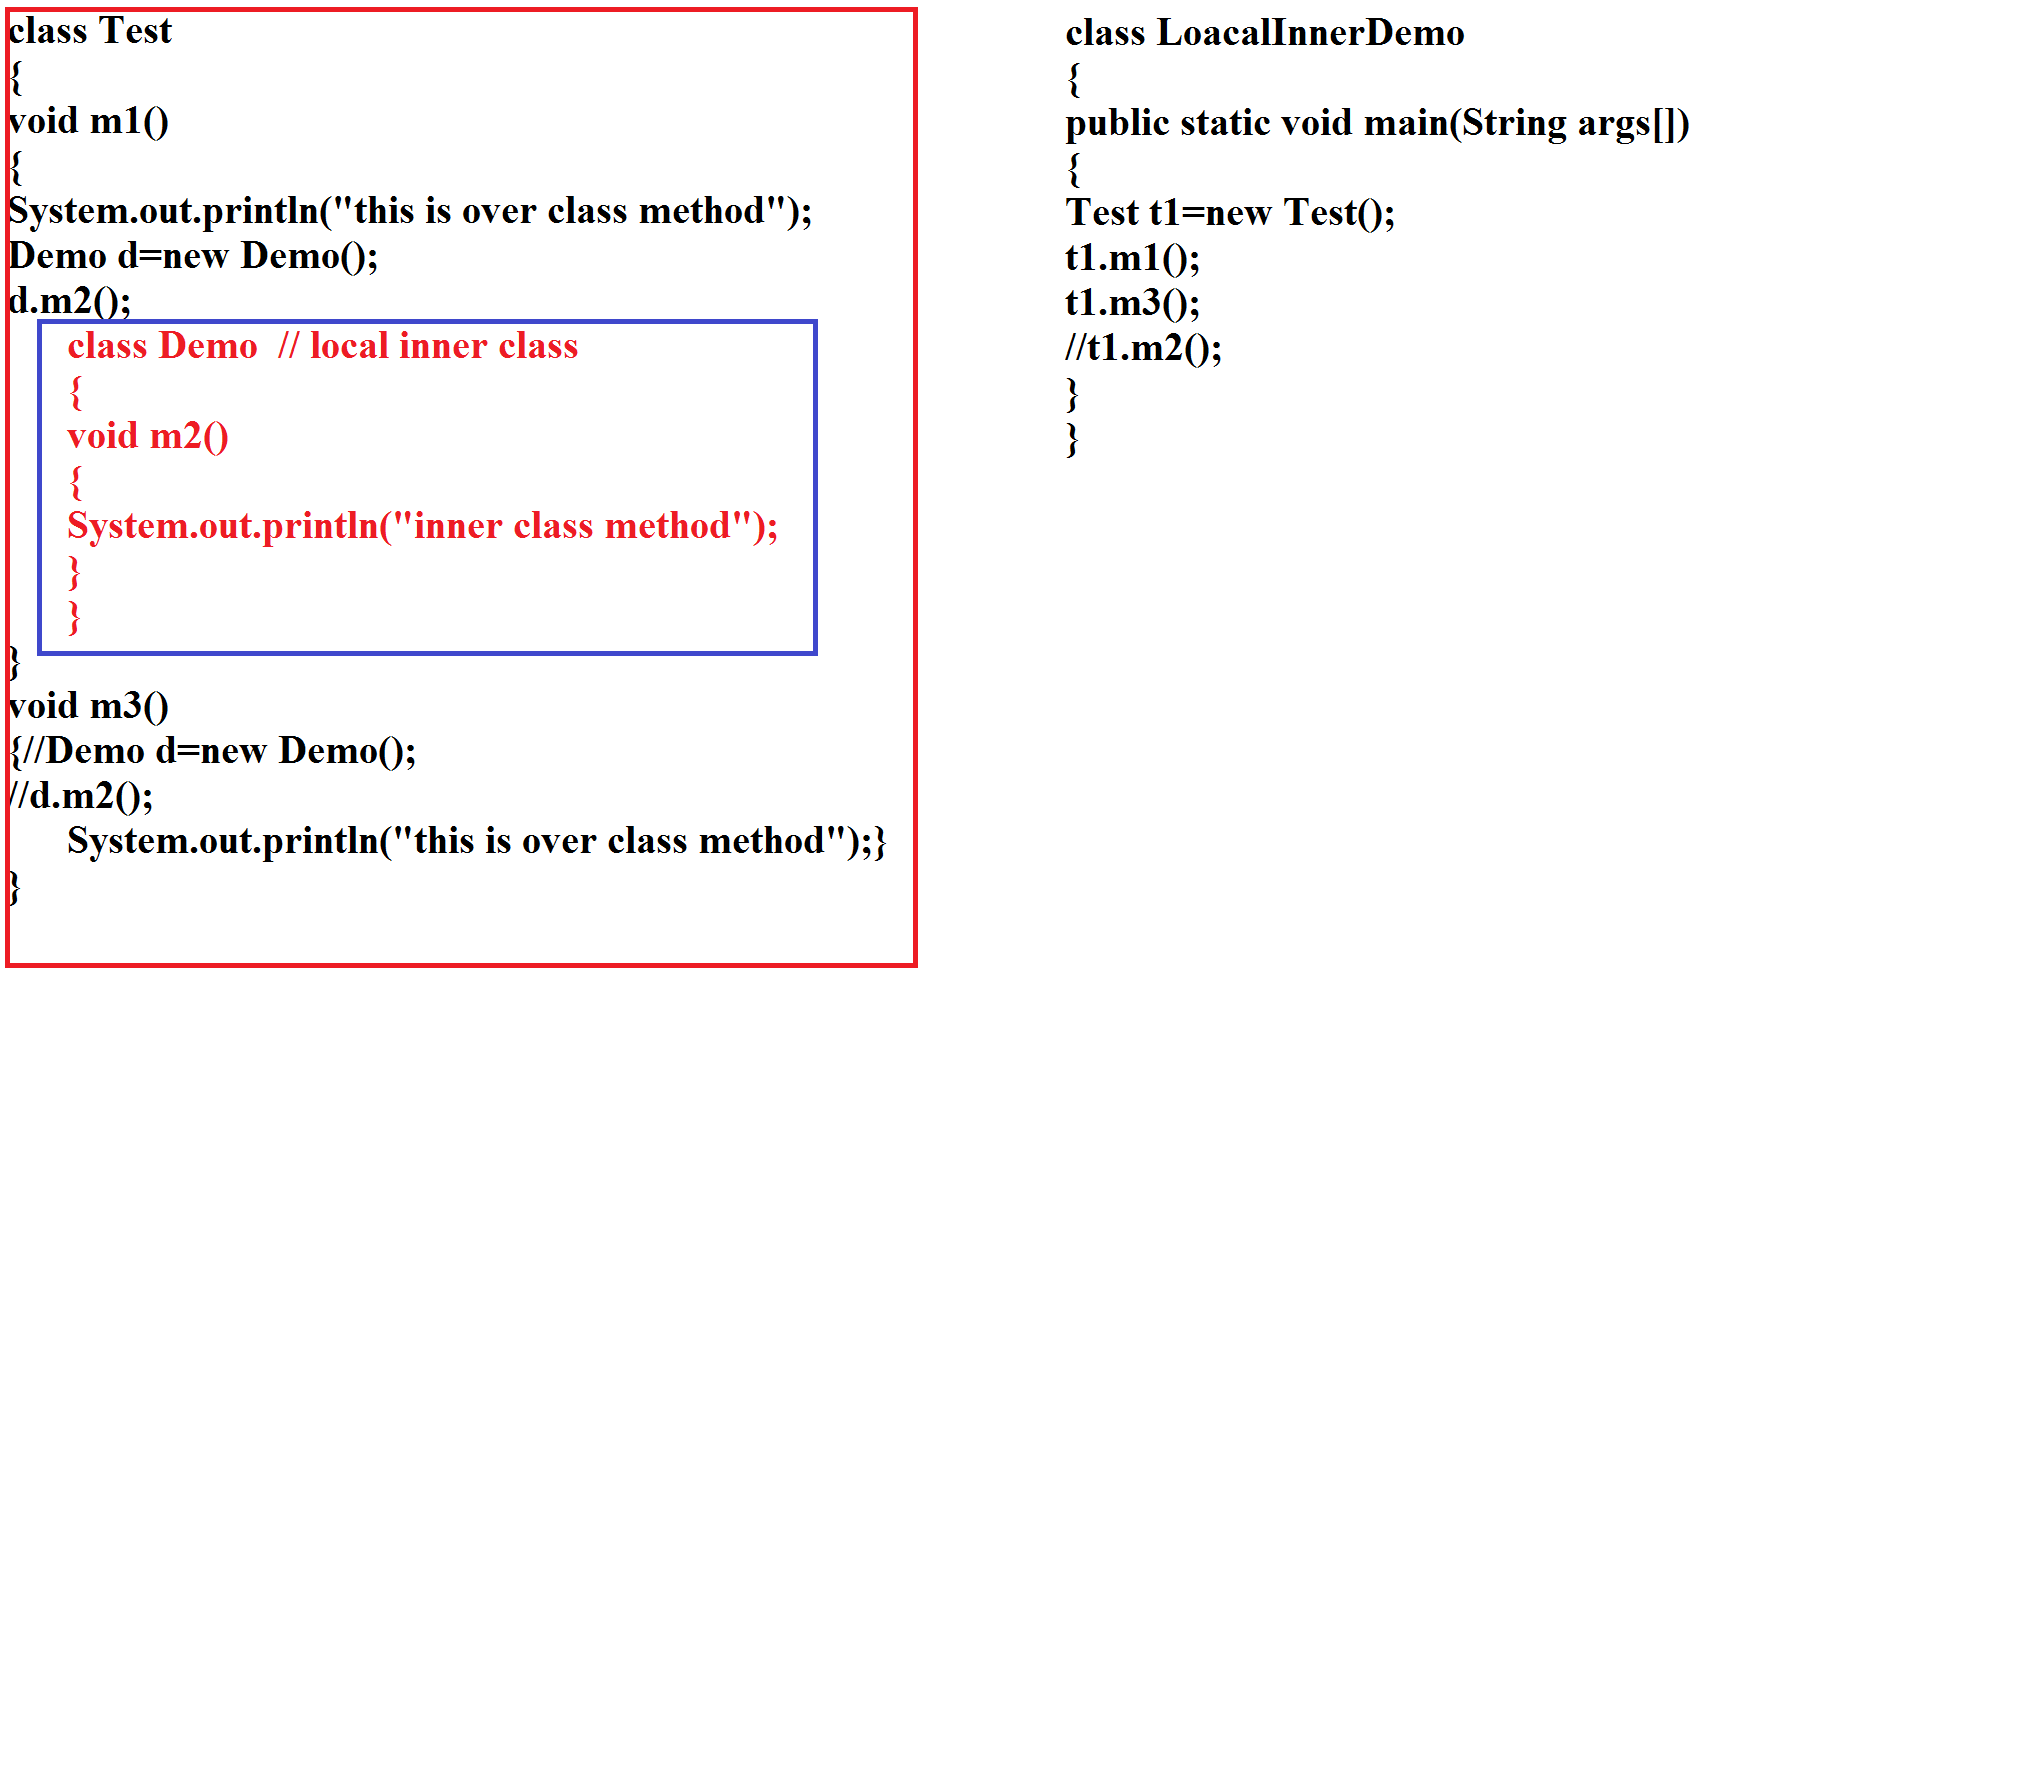 class Test
{
void m1()
{
System.out.println("this is over class method");
Demo d=new Demo();
d.m2();
class Demo  // local inner class
{
void m2()
{
System.out.println("inner class method");
}
}
}
void m3()
{//Demo d=new Demo();
//d.m2();
System.out.println("this is over class method");}
}
class LoacalInnerDemo
{
public static void main(String args[])
{
Test t1=new Test();
t1.m1();
t1.m3();
//t1.m2();
}
}